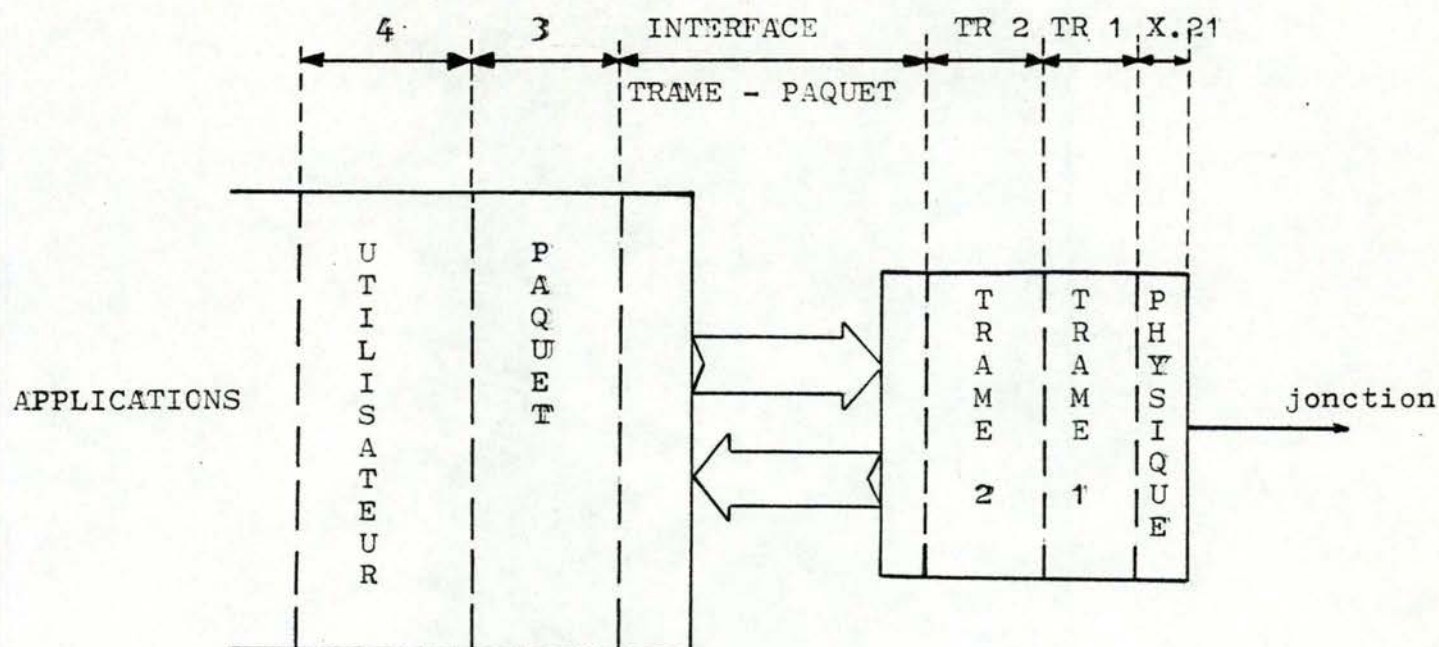 4 3 INTERFACE TR 2 TR 1 X.21
TRAME - PAQUET
UTILISATEUR
PAQUET
TRAME 2
TRAME 1
PHYSIQUE
APPLICATIONS
jonction